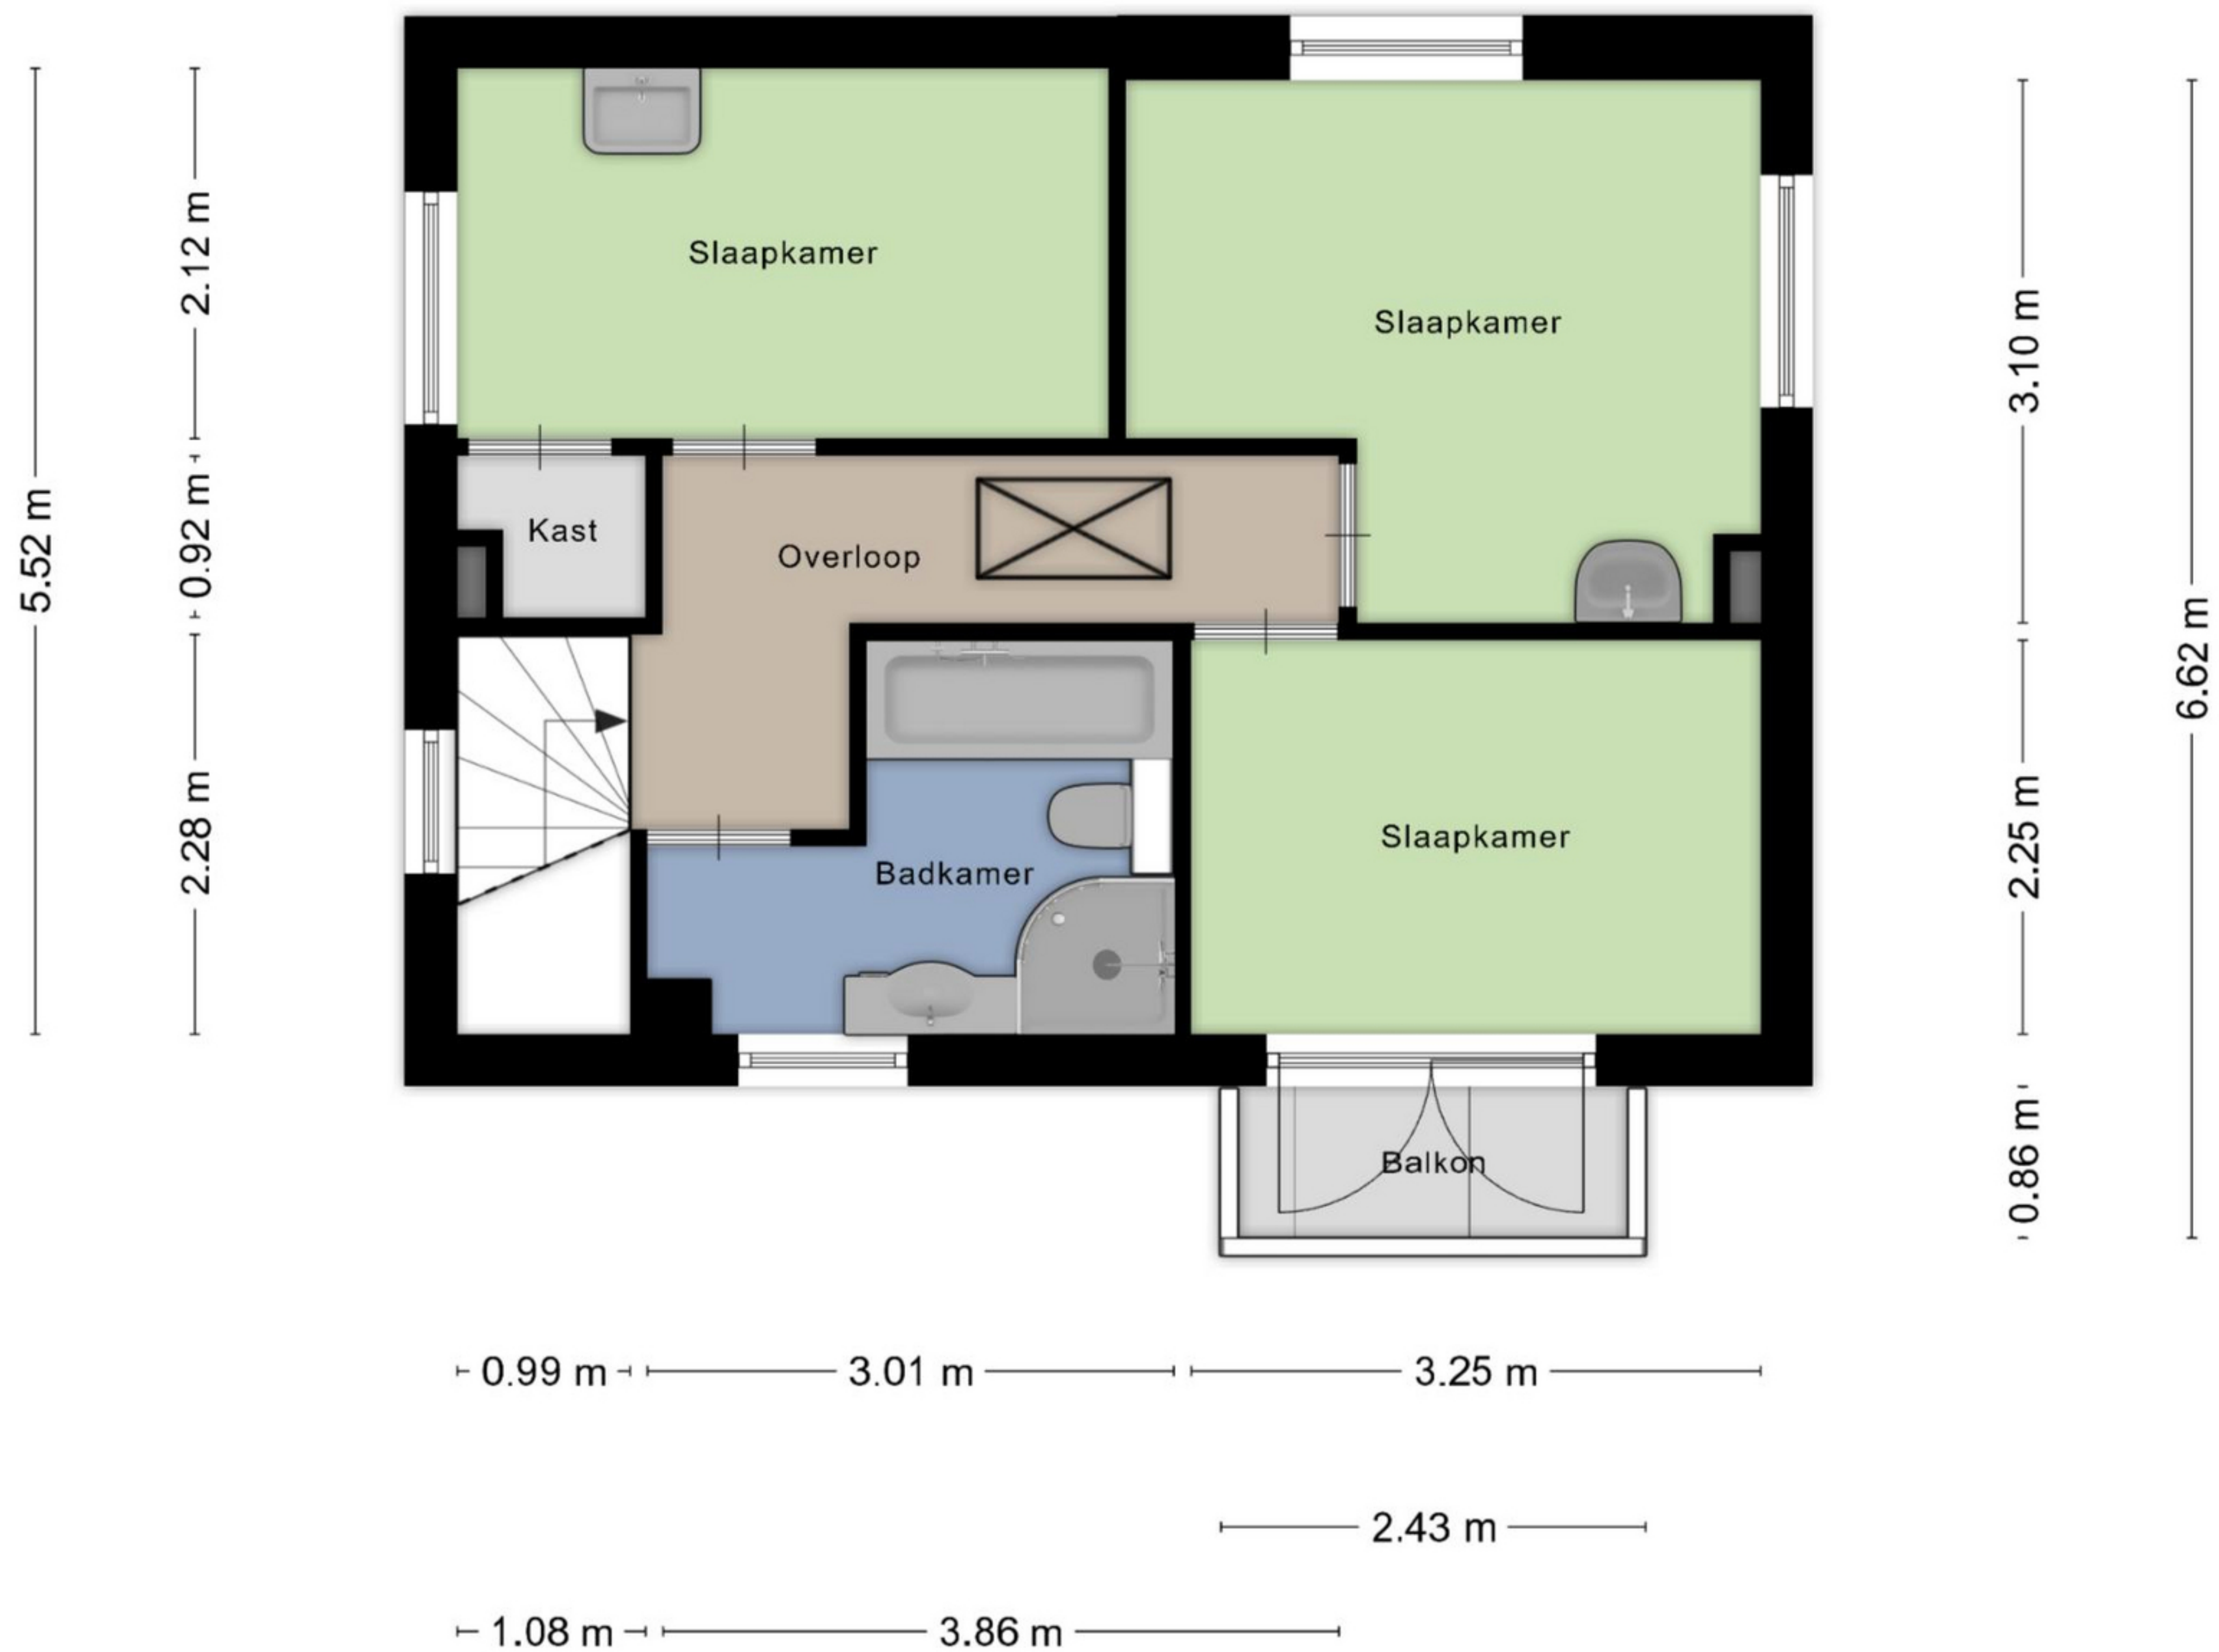 Slaapkamer
Slaapkamer
Kast
Overloop
Badkamer
Slaapkamer
Balkon
5.52 m
2.12 m
0.92 m
2.28 m
3.10 m
2.25 m
0.86 m
6.62 m
0.99 m
3.01 m
3.25 m
2.43 m
1.08 m
3.86 m